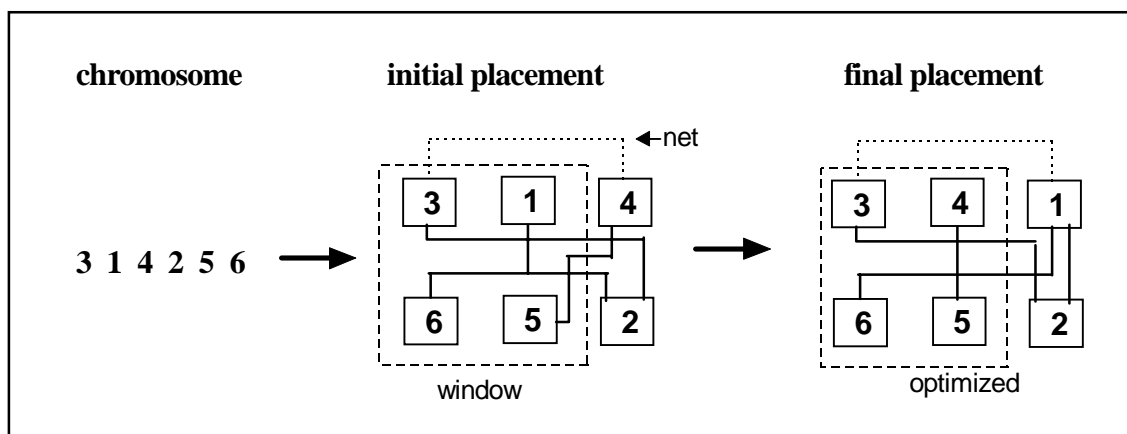 chromosome initial placement final placement
net
3 1 4 3 4 1
3 1 4 2 5 6
6 5 2 6 5 2
window optimized